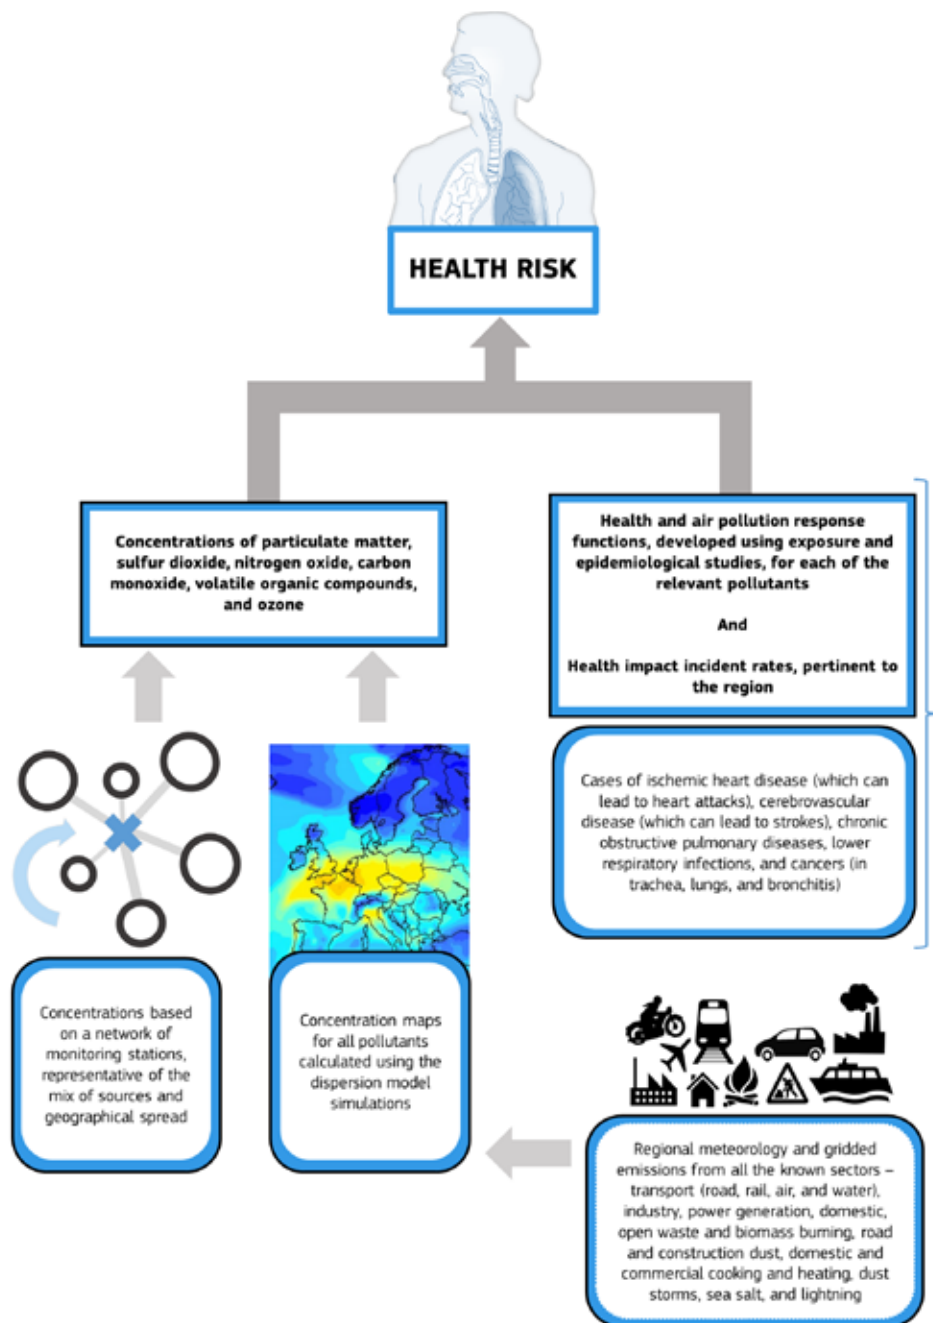 HEALTH RISK
Concentrations of particulate matter,
sulfur dioxide, nitrogen oxide, carbon
monoxide, volatile organic compounds,
and ozone
Health and air pollution response
functions, developed using exposure and
epidemiological studies, for each of the
relevant pollutants
And
Health impact incident rates, pertinent to
the region
Cases of ischemic heart disease (which can
lead to heart attacks), cerebrovascular
disease (which can lead to strokes), chronic
obstructive pulmonary diseases, lower
respiratory infections, and cancers (in
trachea, lungs, and bronchitis)
Concentrations based
on a network of
monitoring stations,
representative of the
mix of sources and
geographical spread
Concentration maps
for all pollutants
calculated using the
dispersion model
simulations
Regional meteorology and gridded
emissions from all the known sectors –
transport (road, rail, air, and water),
industry, power generation, domestic,
open waste and biomass burning, road
and construction dust, domestic and
commercial cooking and heating, dust
storms, sea salt, and lightning